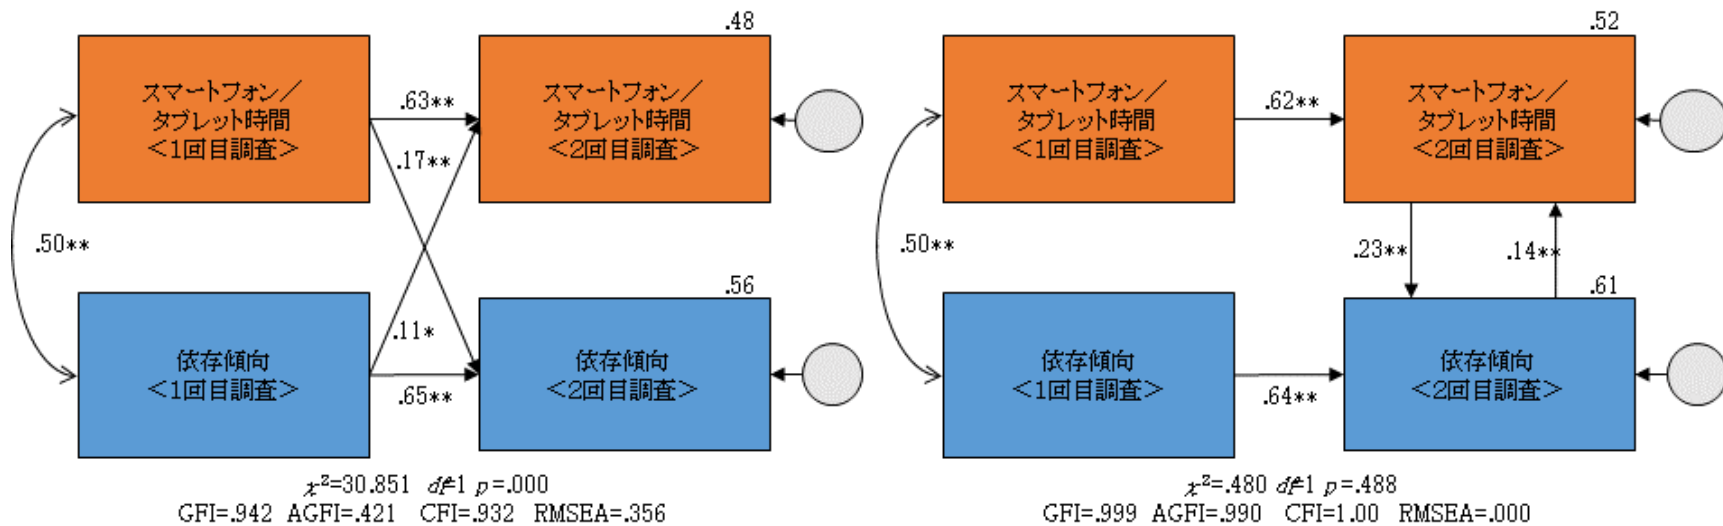 .48
スマートフォン／
タブレット時間
＜1回目調査＞
.63**
スマートフォン／
タブレット時間
＜2回目調査＞
.17**
.50**
.56
.11*
依存傾向
＜1回目調査＞
.65**
依存傾向
＜2回目調査＞
χ²=30.851 df=1 p=.000
GFI=.942 AGFI=.421 CFI=.932 RMSEA=.356
.52
スマートフォン／
タブレット時間
＜1回目調査＞
.62**
スマートフォン／
タブレット時間
＜2回目調査＞
.50**
.23**
.14**
.61
依存傾向
＜1回目調査＞
.64**
依存傾向
＜2回目調査＞
χ²=.480 df=1 p=.488
GFI=.999 AGFI=.990 CFI=1.00 RMSEA=.000